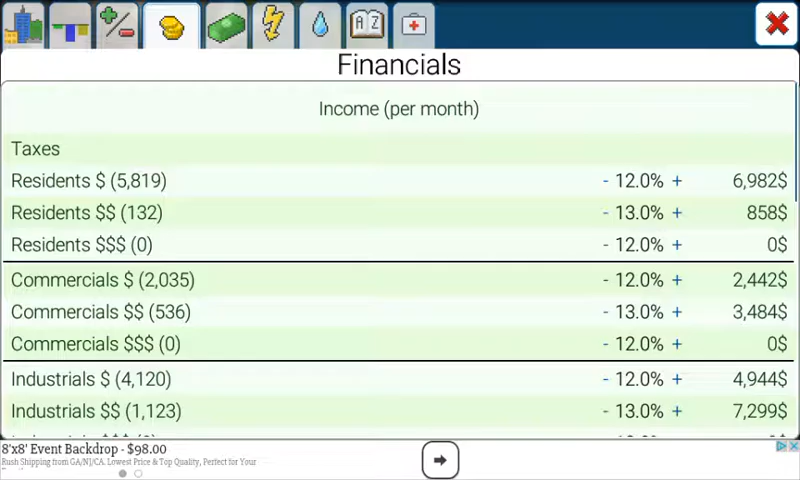 A Z
Financials
Income (per month)
Taxes
Residents $ (5,819) - 12.0% + 6,982$
Residents $$ (132) - 13.0% + 858$
Residents $$$ (0) - 12.0% + 0$
Commercials $ (2,035) - 12.0% + 2,442$
Commercials $$ (536) - 13.0% + 3,484$
Commercials $$$ (0) - 12.0% + 0$
Industrials $ (4,120) - 12.0% + 4,944$
Industrials $$ (1,123) - 13.0% + 7,299$
8'x8' Event Backdrop - $98.00
Rush Shipping from GA/NJ/CA. Lowest Price & Top Quality, Perfect for Your